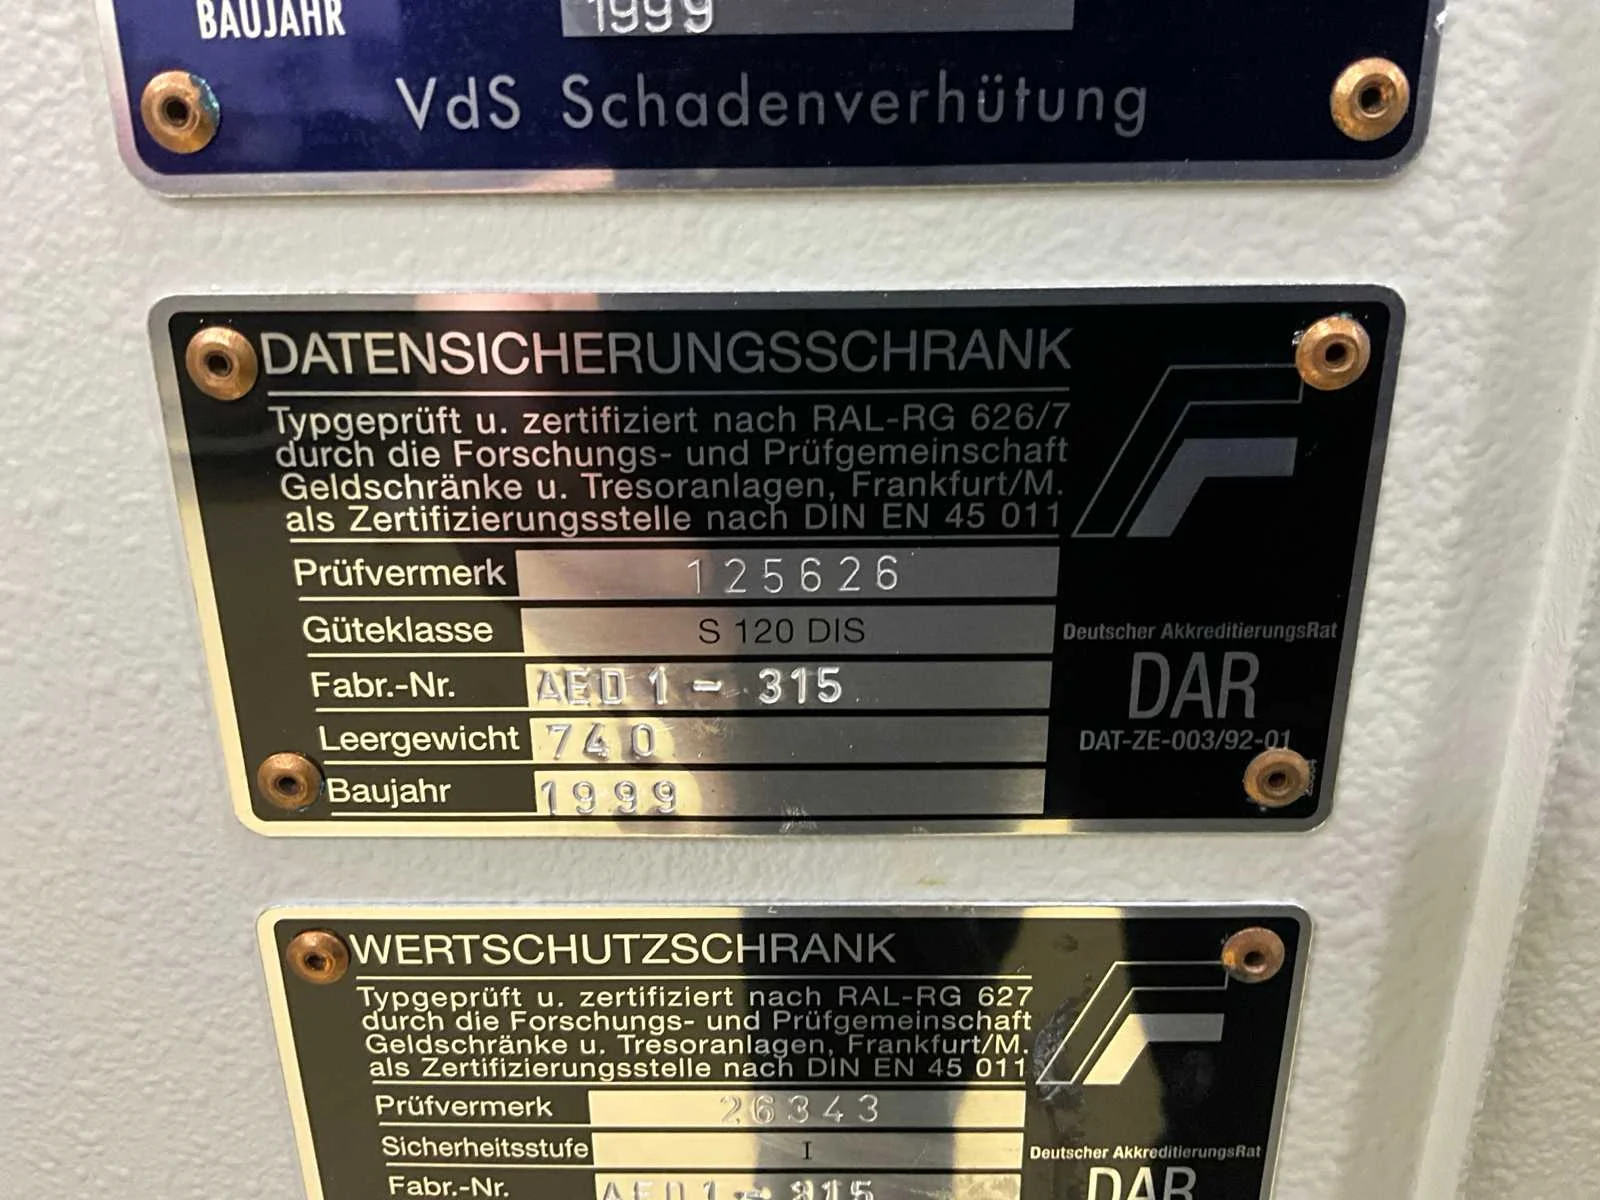 BAUJAHR 1999
VdS Schadenverhütung
DATENSICHERUNGSSCHRANK
Typgeprüft u. zertifiziert nach RAL-RG 626/7
durch die Forschungs- und Prüfgemeinschaft
Geldschränke u. Tresoranlagen, Frankfurt/M.
als Zertifizierungsstelle nach DIN EN 45 011
Prüfvermerk 125626
Güteklasse S 120 DIS
Fabr.-Nr. AED 1 - 315
Leergewicht 740
Baujahr 1999
Deutscher AkkreditierungsRat
DAR
DAT-ZE-003/92-01
WERTSCHUTZSCHRANK
Typgeprüft u. zertifiziert nach RAL-RG 627
durch die Forschungs- und Prüfgemeinschaft
Geldschränke u. Tresoranlagen, Frankfurt/M.
als Zertifizierungsstelle nach DIN EN 45 011
Prüfvermerk 26343
Sicherheitsstufe I
Fabr.-Nr. AED 1 - 315
Deutscher AkkreditierungsRat
DAR